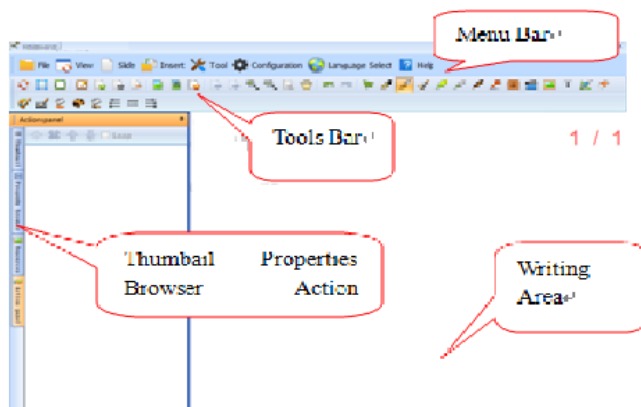 Menu Bar
File View Slide Insert Tool Configuration Language Select Help
Actionpanel
Tools Bar
1 / 1
Thumbail Properties
Browser Action
Writing
Area